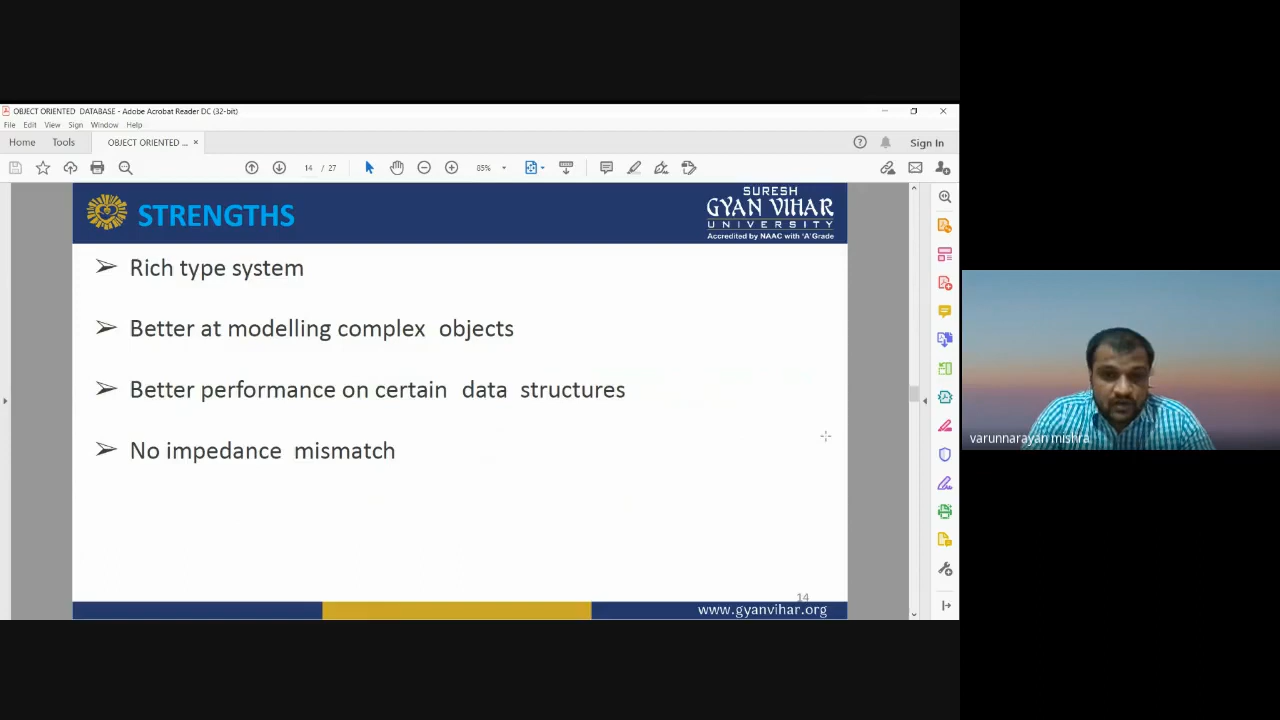 OBJECT ORIENTED DATABASE - Adobe Acrobat Reader DC (32-bit)
File Edit View Sign Window Help
Home Tools OBJECT ORIENTED ... × Sign In
14 / 27 85%
STRENGTHS
SURESH
GYAN VIHAR
UNIVERSITY
Accredited by NAAC with 'A' Grade
➢ Rich type system
➢ Better at modelling complex objects
➢ Better performance on certain data structures
➢ No impedance mismatch
varunnarayan mishra
14
www.gyanvihar.org